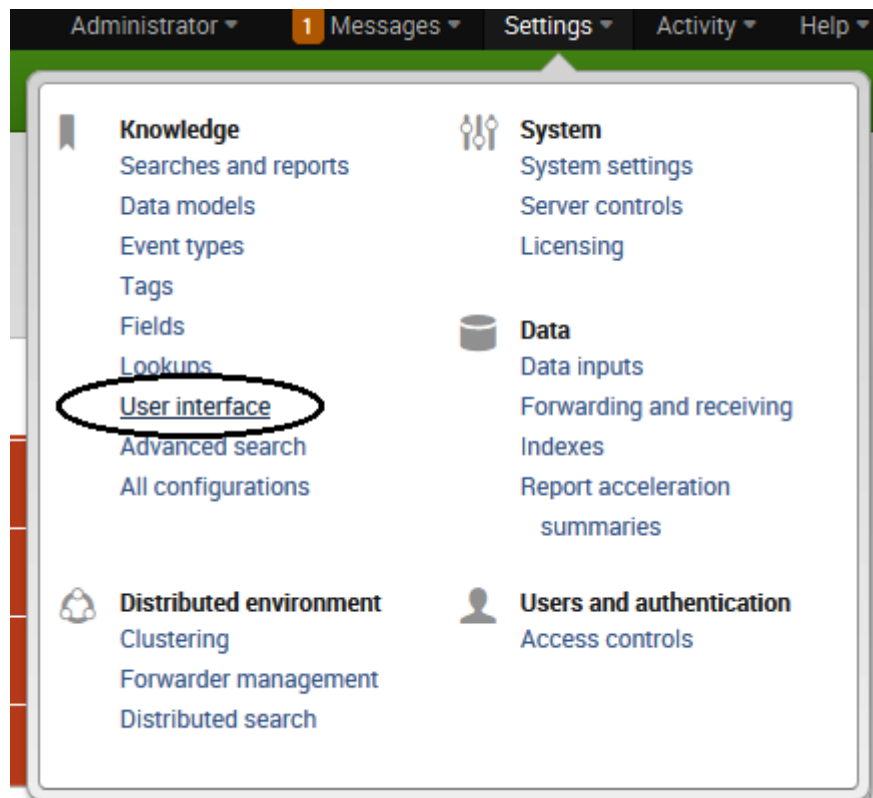 Administrator 1 Messages Settings Activity Help
Knowledge
Searches and reports
Data models
Event types
Tags
Fields
Lookups
User interface
Advanced search
All configurations
System
System settings
Server controls
Licensing
Data
Data inputs
Forwarding and receiving
Indexes
Report acceleration
summaries
Distributed environment
Clustering
Forwarder management
Distributed search
Users and authentication
Access controls